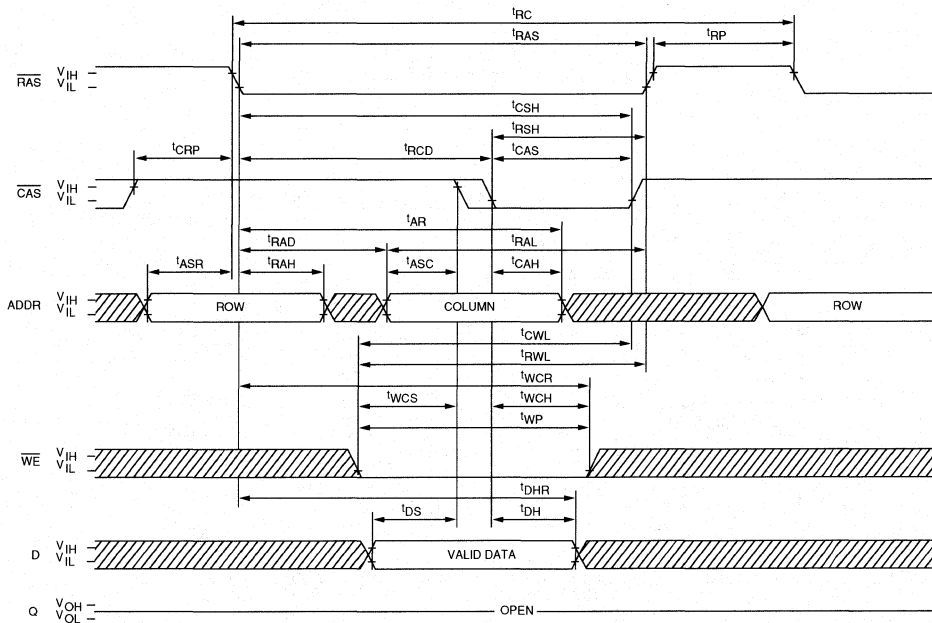 tRC
tRAS
tRP
RAS
VIH
VIL
tCSH
tRSH
tCRP
tRCD
tCAS
CAS
VIH
VIL
tAR
tRAD
tRAL
tASR
tRAH
tASC
tCAH
ADDR
VIH
VIL
ROW
COLUMN
ROW
tCWL
tRWL
tWCR
tWCS
tWCH
tWP
WE
VIH
VIL
tDHR
tDS
tDH
D
VIH
VIL
VALID DATA
Q
VOH
VOL
OPEN